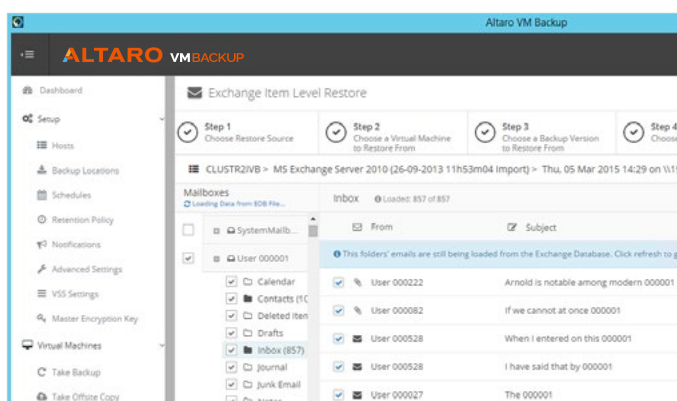 Altaro VM Backup
ALTARO VMBACKUP
Dashboard
Setup
Hosts
Backup Locations
Schedules
Retention Policy
Notifications
Advanced Settings
VSS Settings
Master Encryption Key
Virtual Machines
Take Backup
Take Offsite Copy
Exchange Item Level Restore
Step 1
Choose Restore Source
Step 2
Choose a Virtual Machine
to Restore From
Step 3
Choose a Backup Version
to Restore From
Step 4
Choose
CLUSTR2IVB > MS Exchange Server 2010 (26-09-2013 11h53m04 Import) > Thu, 05 Mar 2015 14:29 on \\1
Mailboxes
Loading Data from EDB File...
Inbox Loaded: 857 of 857
SystemMailb...
User 000001
Calendar
Contacts (10
Deleted Item
Drafts
Inbox (857)
Journal
Junk Email
Notes
From Subject
This folders' emails are still being loaded from the Exchange Database. Click refresh to g
User 000222 Arnold is notable among modern 000001
User 000082 If we cannot at once 000001
User 000528 When I entered on this 000001
User 000528 I have said that by 000001
User 000027 The 000001